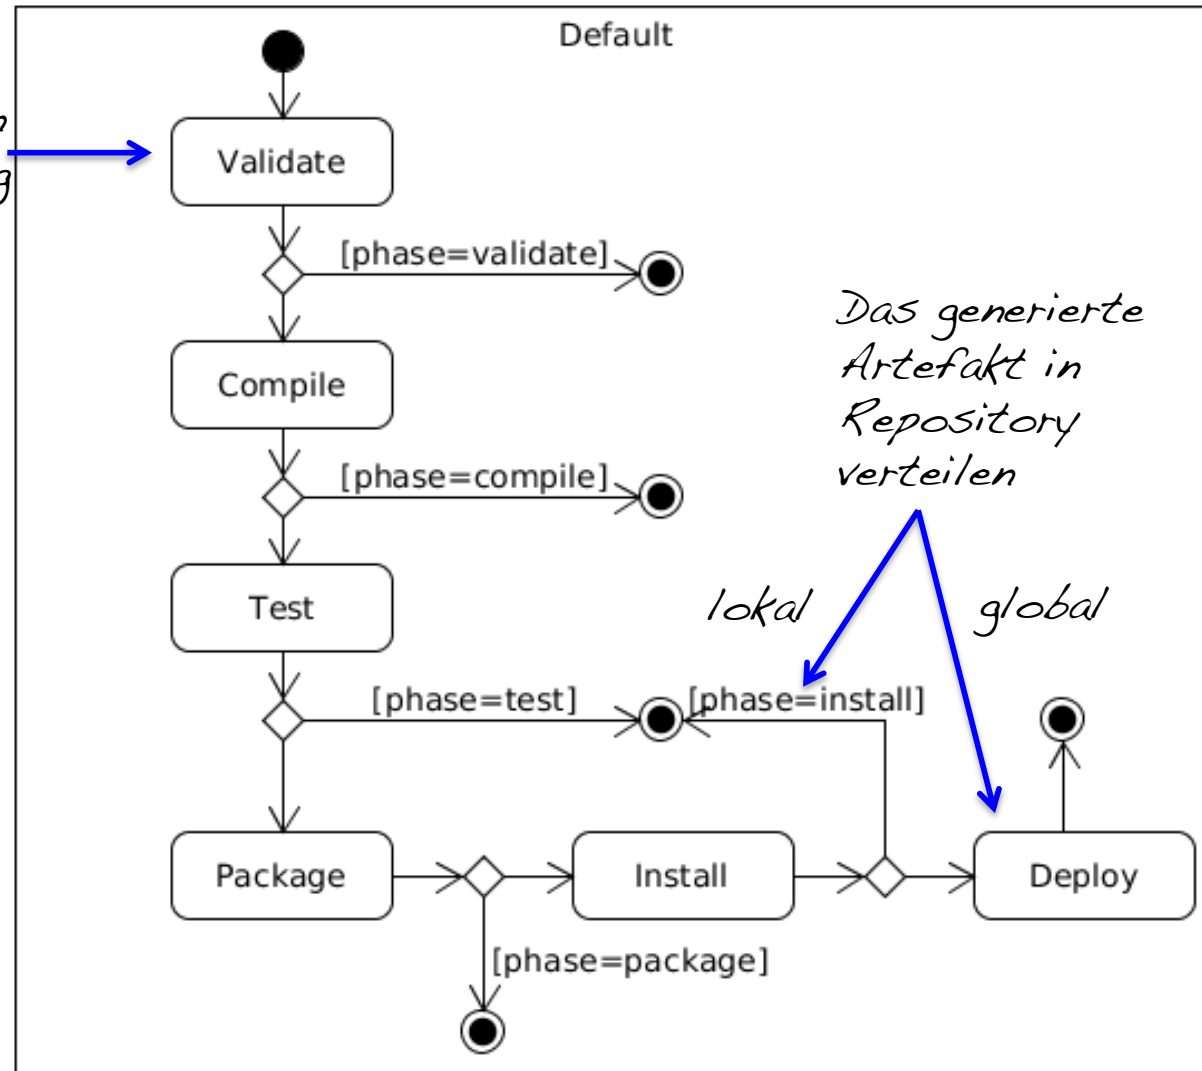 Default
Validate
[phase=validate]
Das generierte
Artefakt in
Repository
verteilen
Compile
[phase=compile]
lokal
global
Test
[phase=test]
[phase=install]
Package
Install
Deploy
[phase=package]